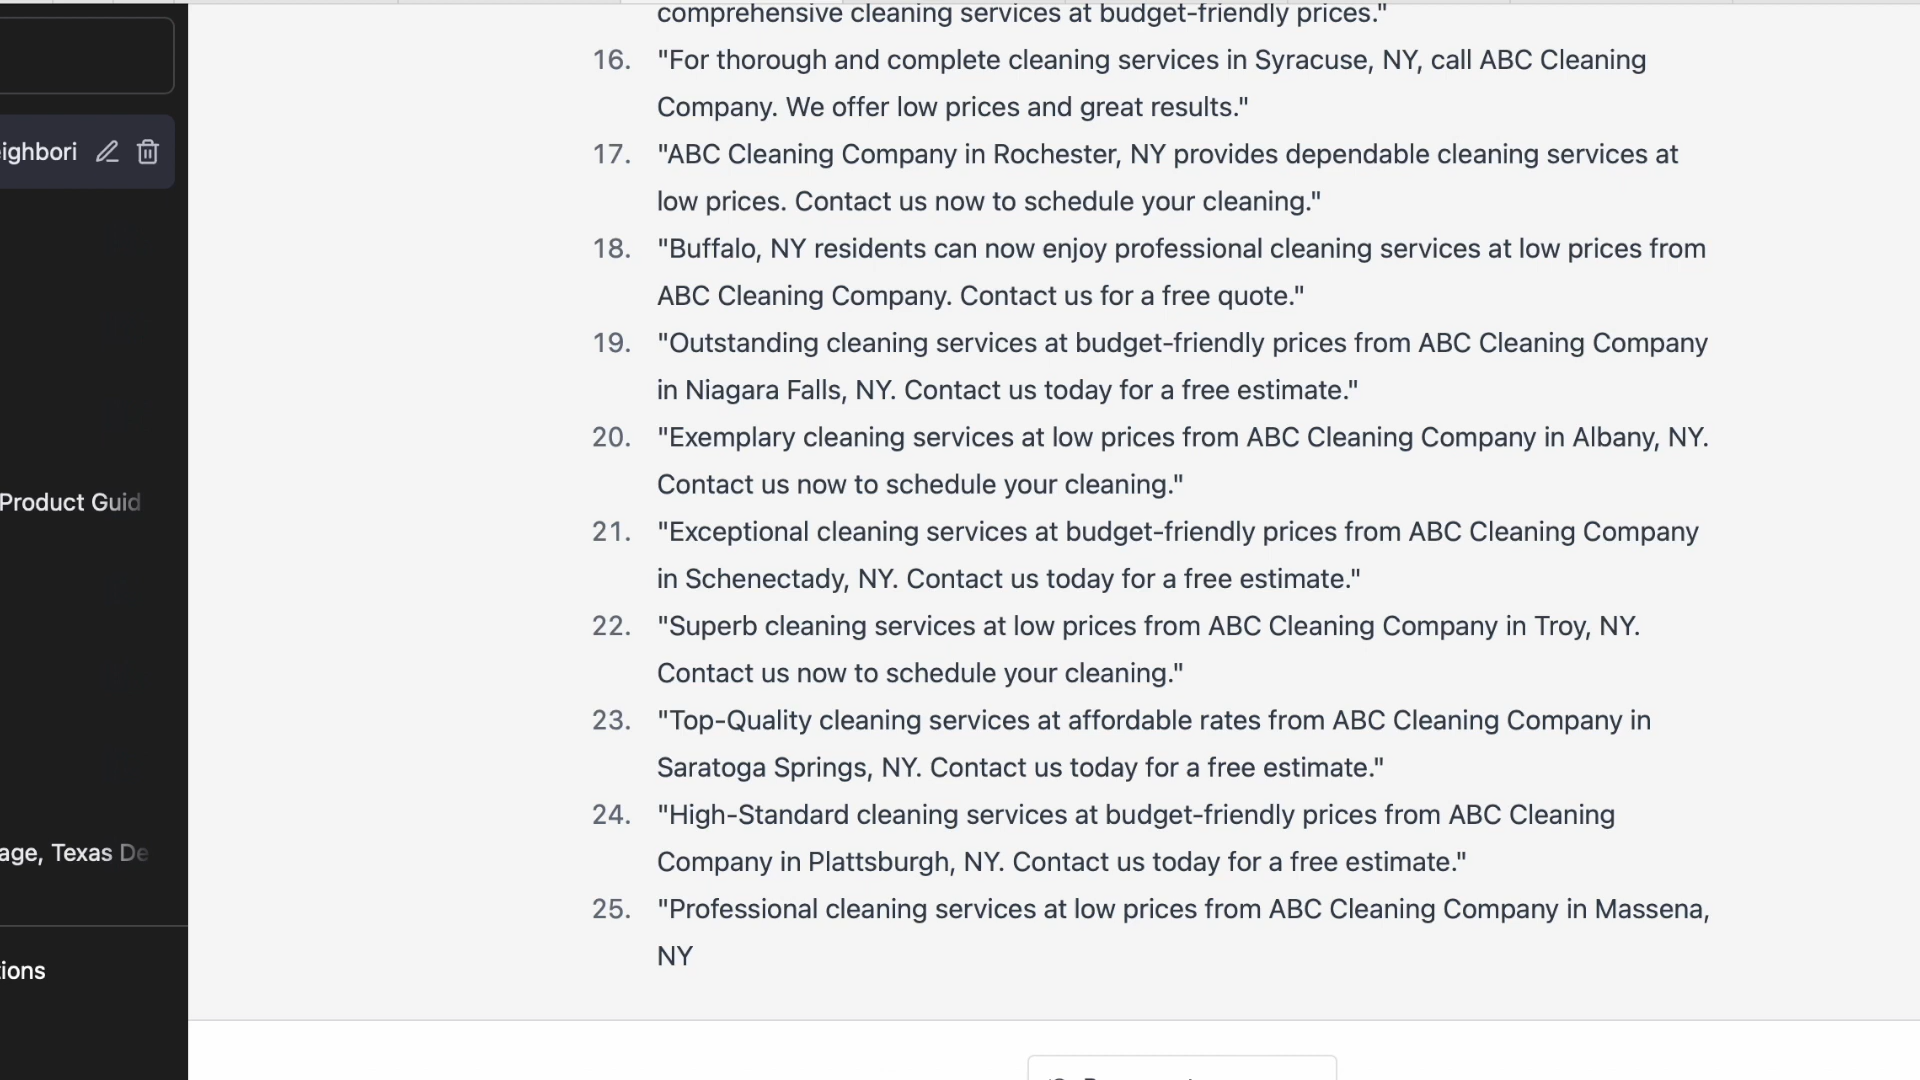 comprehensive cleaning services at budget-friendly prices."
16. "For thorough and complete cleaning services in Syracuse, NY, call ABC Cleaning
Company. We offer low prices and great results."
ighbori
17. "ABC Cleaning Company in Rochester, NY provides dependable cleaning services at
low prices. Contact us now to schedule your cleaning."
18. "Buffalo, NY residents can now enjoy professional cleaning services at low prices from
ABC Cleaning Company. Contact us for a free quote."
19. "Outstanding cleaning services at budget-friendly prices from ABC Cleaning Company
in Niagara Falls, NY. Contact us today for a free estimate."
20. "Exemplary cleaning services at low prices from ABC Cleaning Company in Albany, NY.
Contact us now to schedule your cleaning."
Product Guid
21. "Exceptional cleaning services at budget-friendly prices from ABC Cleaning Company
in Schenectady, NY. Contact us today for a free estimate."
22. "Superb cleaning services at low prices from ABC Cleaning Company in Troy, NY.
Contact us now to schedule your cleaning."
23. "Top-Quality cleaning services at affordable rates from ABC Cleaning Company in
Saratoga Springs, NY. Contact us today for a free estimate."
24. "High-Standard cleaning services at budget-friendly prices from ABC Cleaning
Company in Plattsburgh, NY. Contact us today for a free estimate."
age, Texas De
25. "Professional cleaning services at low prices from ABC Cleaning Company in Massena,
NY
ions